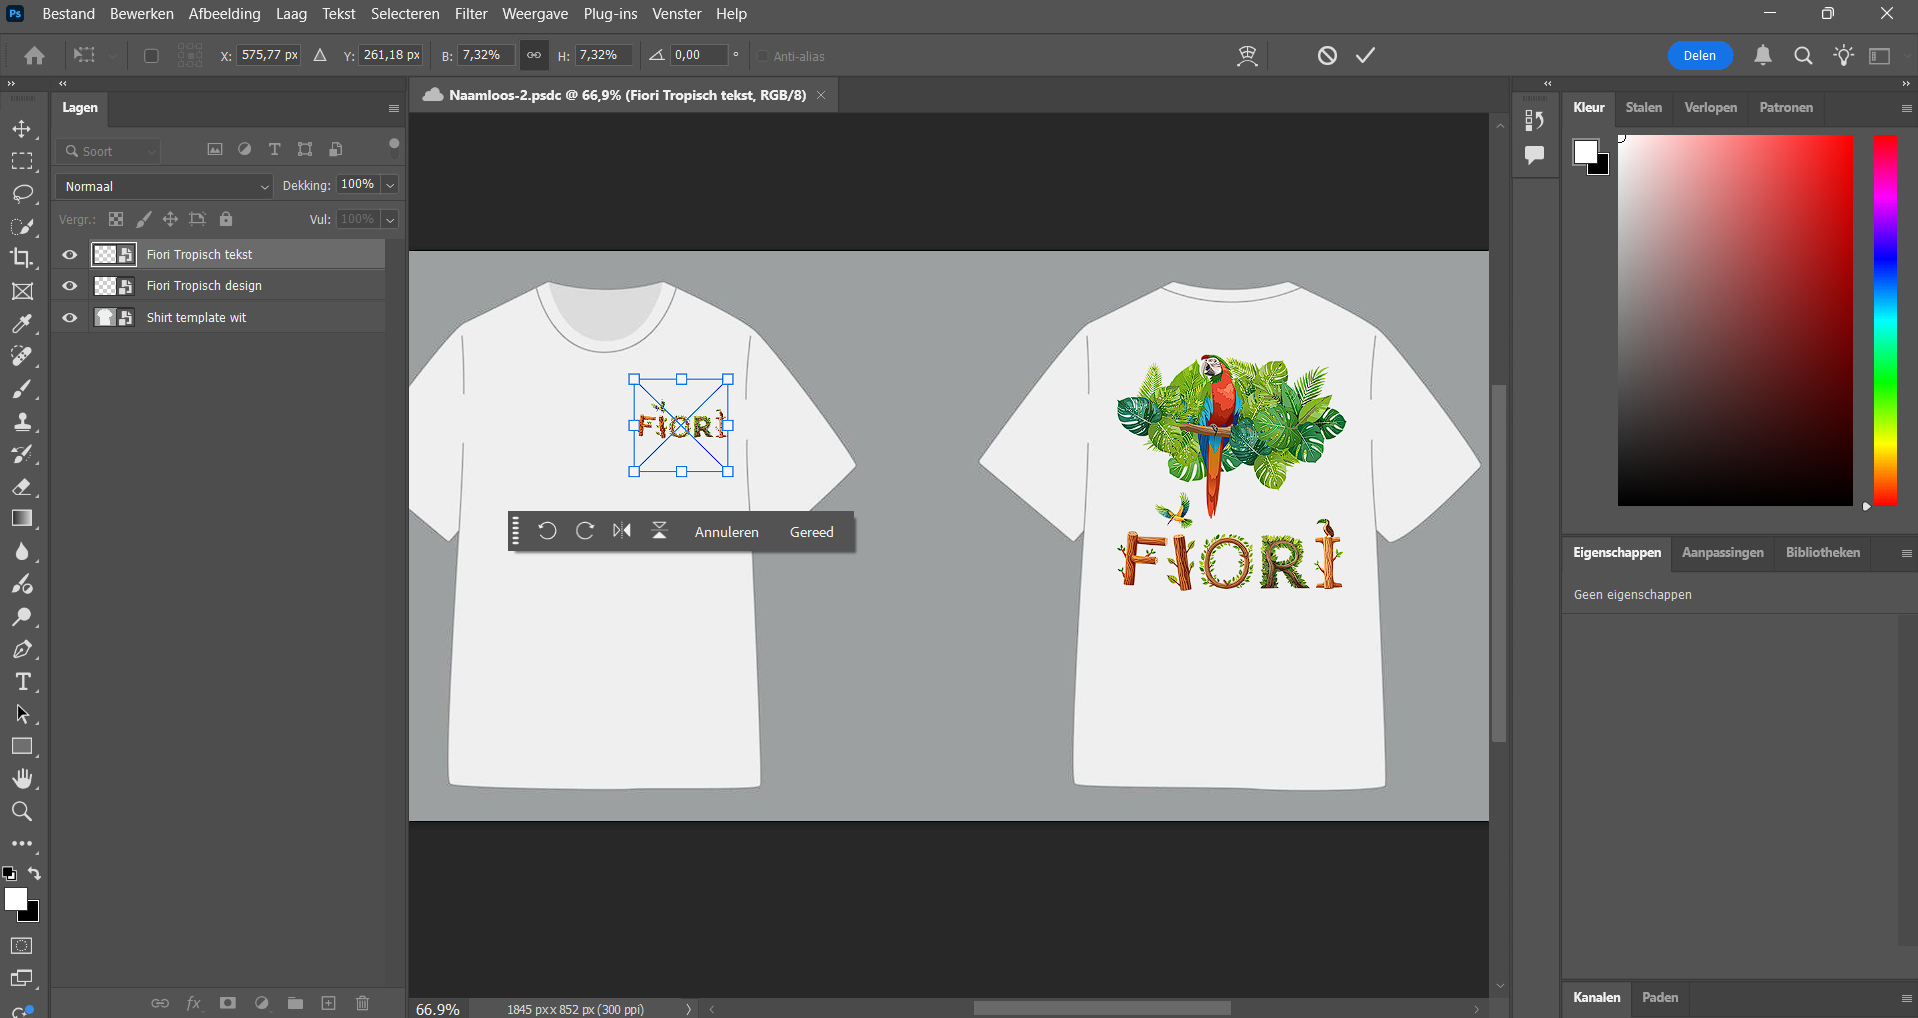 Ps Bestand Bewerken Afbeelding Laag Tekst Selecteren Filter Weergave Plug-ins Venster Help
X: 575,77 px Y: 261,18 px B: 7,32% H: 7,32% 0,00 ° Anti-alias Delen
Lagen
Naamloos-2.psdc @ 66,9% (Fiori Tropisch tekst, RGB/8)
Kleur Stalen Verlopen Patronen
Soort
Normaal Dekking: 100%
Vergr.: Vul: 100%
Fiori Tropisch tekst
Fiori Tropisch design
Shirt template wit
FIORI
Annuleren Gereed
FIORI
Eigenschappen Aanpassingen Bibliotheken
Geen eigenschappen
Kanalen Paden
fx
66,9% 1845 px x 852 px (300 ppi)